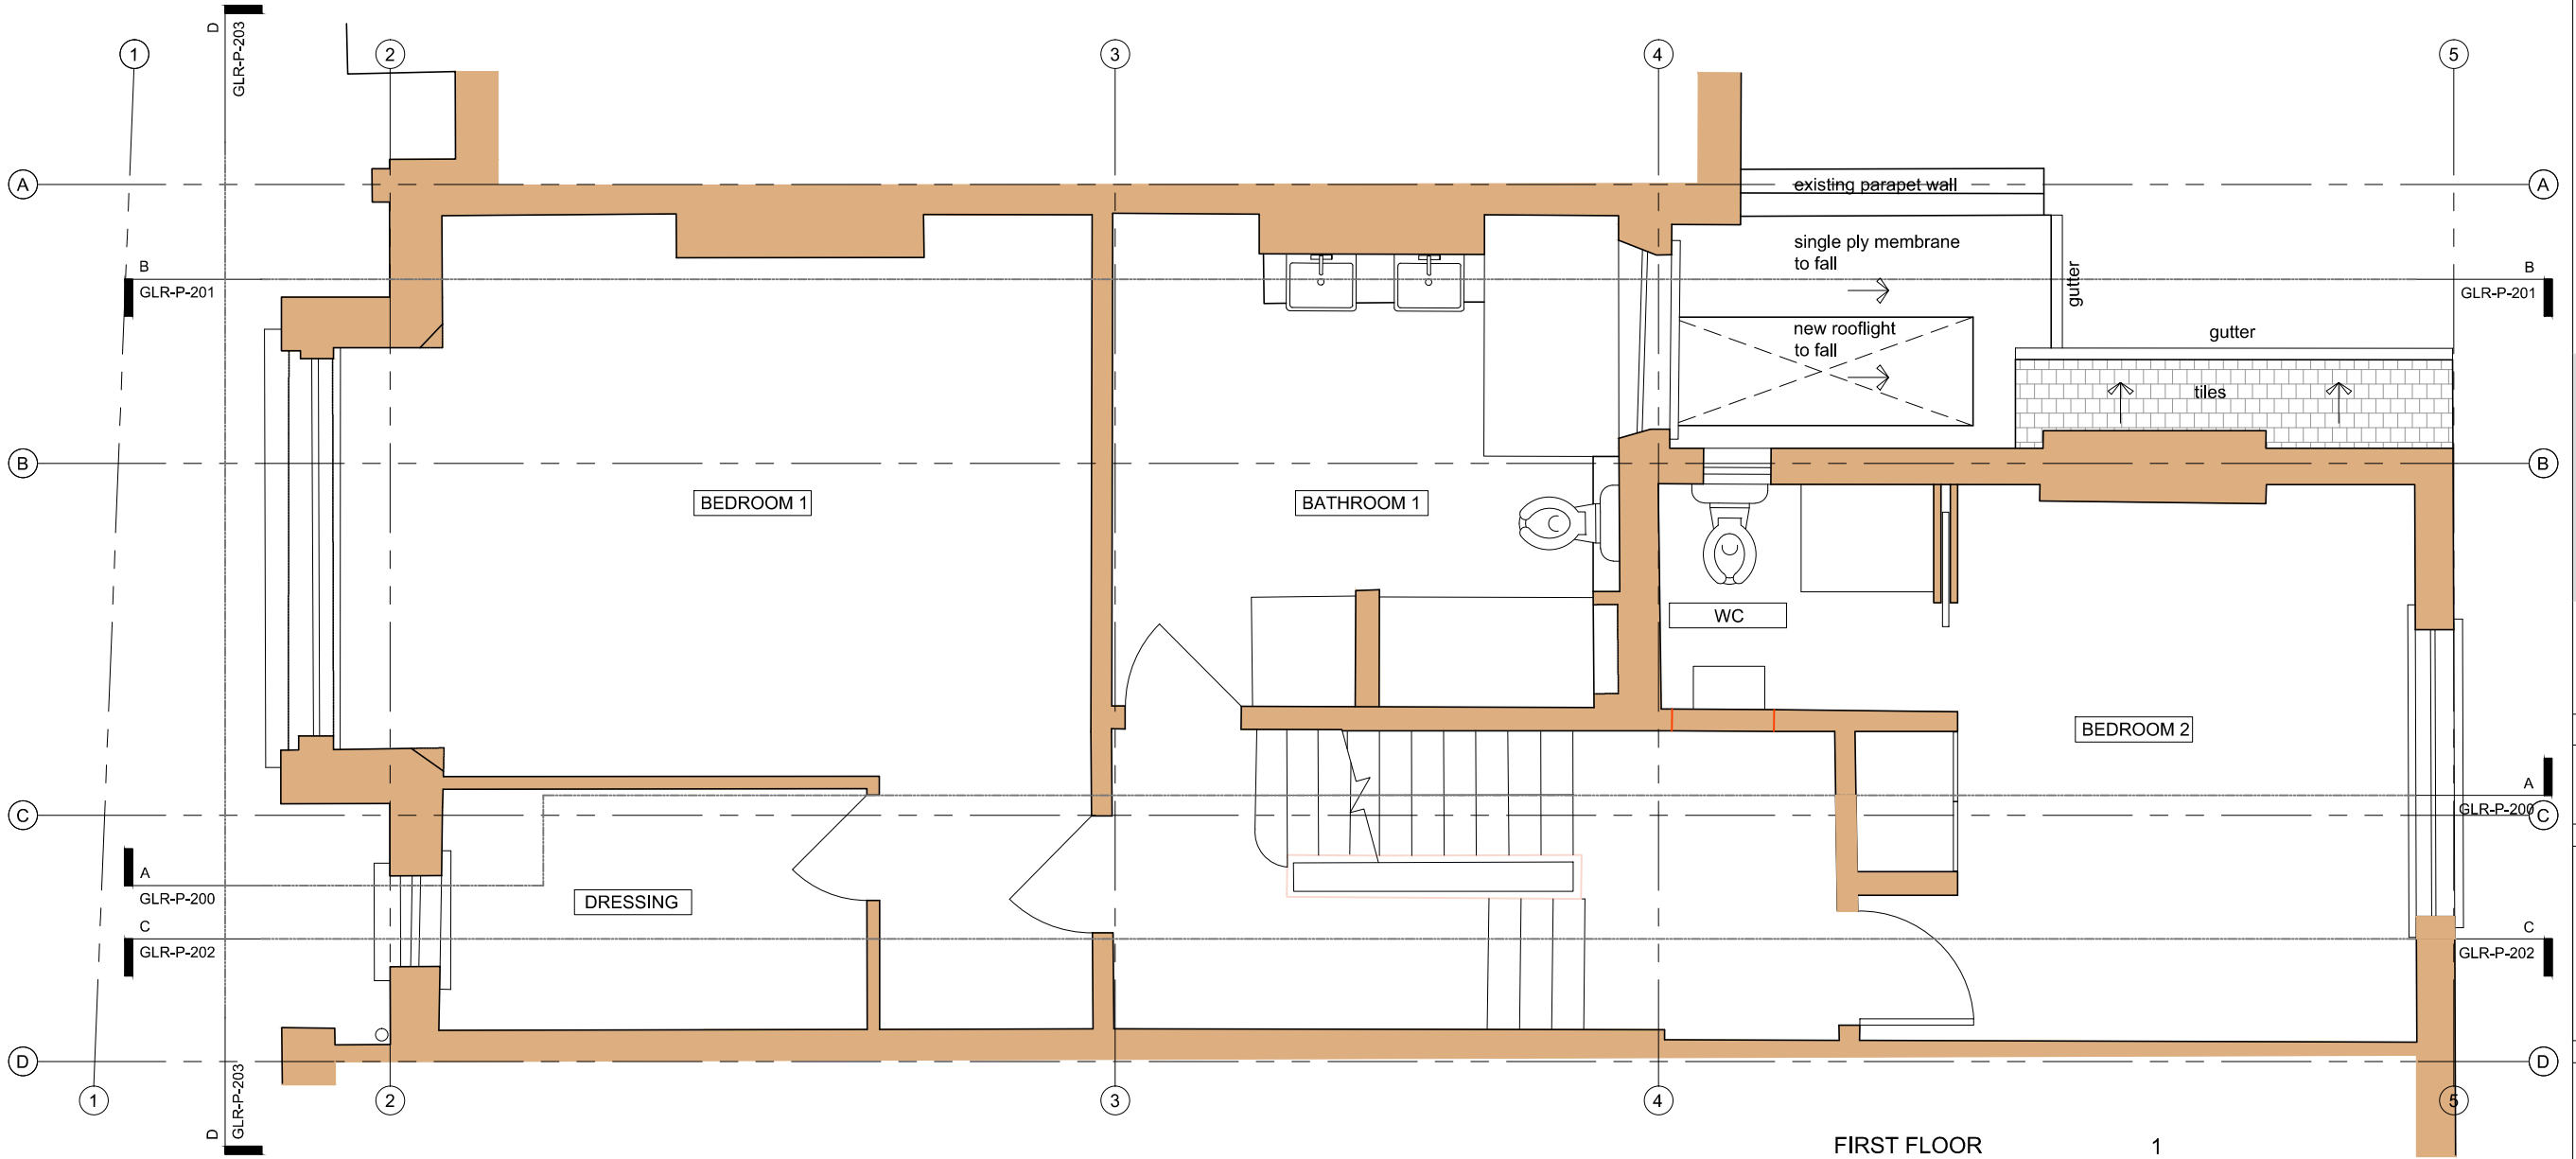 D
GLR-P-203
1
2
3
4
5
A
existing parapet wall
A
single ply membrane
to fall
B
GLR-P-201
gutter
B
GLR-P-201
new rooflight
to fall
gutter
tiles
B
BEDROOM 1
BATHROOM 1
B
WC
BEDROOM 2
A
GLR-P-200
C
C
A
GLR-P-200
DRESSING
C
GLR-P-202
C
GLR-P-202
D
D
GLR-P-203
D
1
2
3
4
5
FIRST FLOOR 1